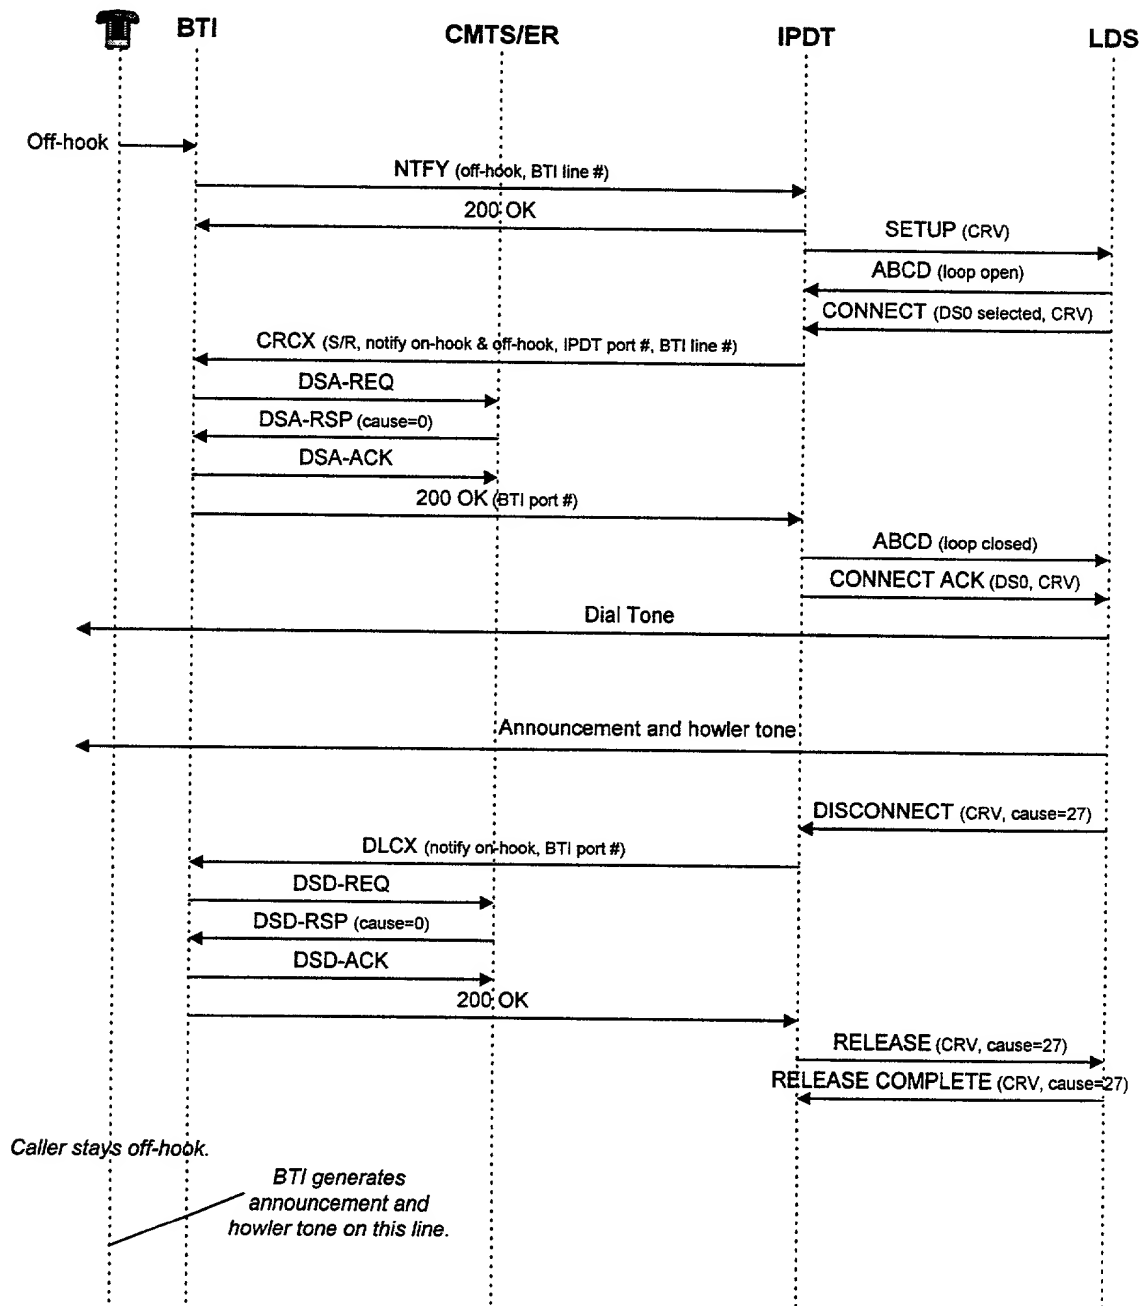 BTI
CMTS/ER
IPDT
LDS
Off-hook
NTFY (off-hook, BTI line #)
200 OK
SETUP (CRV)
ABCD (loop open)
CONNECT (DS0 selected, CRV)
CRCX (S/R, notify on-hook & off-hook, IPDT port #, BTI line #)
DSA-REQ
DSA-RSP (cause=0)
DSA-ACK
200 OK (BTI port #)
ABCD (loop closed)
CONNECT ACK (DS0, CRV)
Dial Tone
Announcement and howler tone
DISCONNECT (CRV, cause=27)
DLCX (notify on-hook, BTI port #)
DSD-REQ
DSD-RSP (cause=0)
DSD-ACK
200 OK
RELEASE (CRV, cause=27)
RELEASE COMPLETE (CRV, cause=27)
Caller stays off-hook.
BTI generates
announcement and
howler tone on this line.